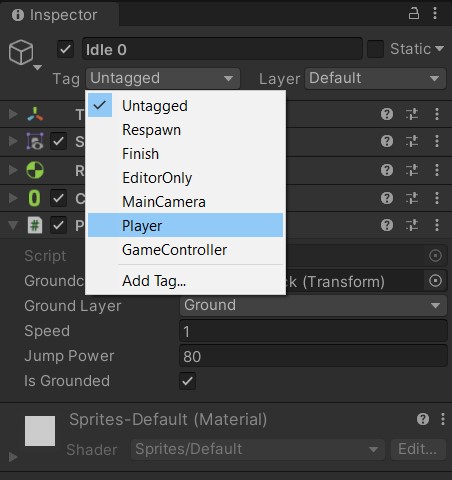 Inspector
Idle 0
Static
Tag Untagged Layer Default
Untagged
Respawn
Finish
EditorOnly
MainCamera
Player
GameController
Add Tag...
T
S
R
C
P
Script
Groundc ck (Transform)
Ground Layer Ground
Speed 1
Jump Power 80
Is Grounded
Sprites-Default (Material)
Shader Sprites/Default Edit...